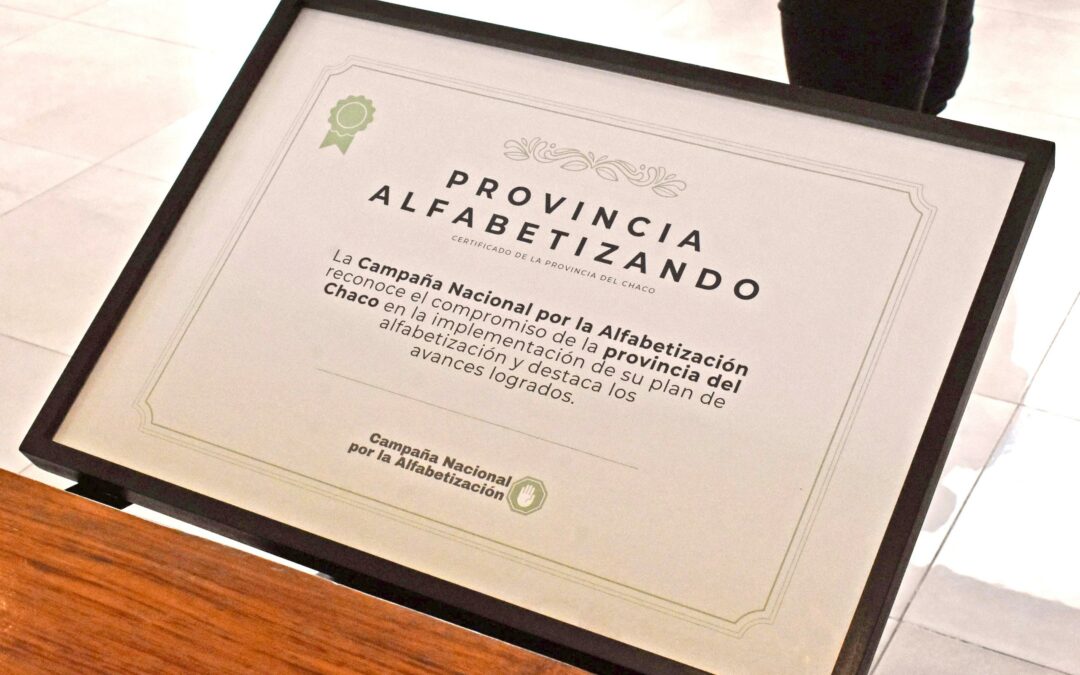 PROVINCIA
ALFABETIZANDO
CERTIFICADO DE LA PROVINCIA DEL CHACO
La Campaña Nacional por la Alfabetización
reconoce el compromiso de la provincia del
Chaco en la implementación de su plan de
alfabetización y destaca los
avances logrados.
Campaña Nacional
por la Alfabetización